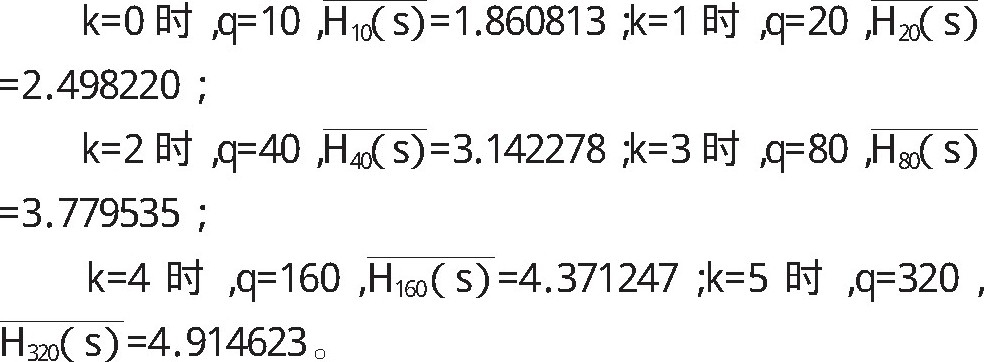 k=0 时 ,q=10 ,H10(s)=1.860813 ;k=1 时 ,q=20 ,H20(s)
=2.498220 ;
k=2 时 ,q=40 ,H40(s)=3.142278 ;k=3 时 ,q=80 ,H80(s)
=3.779535 ;
k=4 时 ,q=160 ,H160(s)=4.371247 ;k=5 时 ,q=320 ,
H320(s)=4.914623。